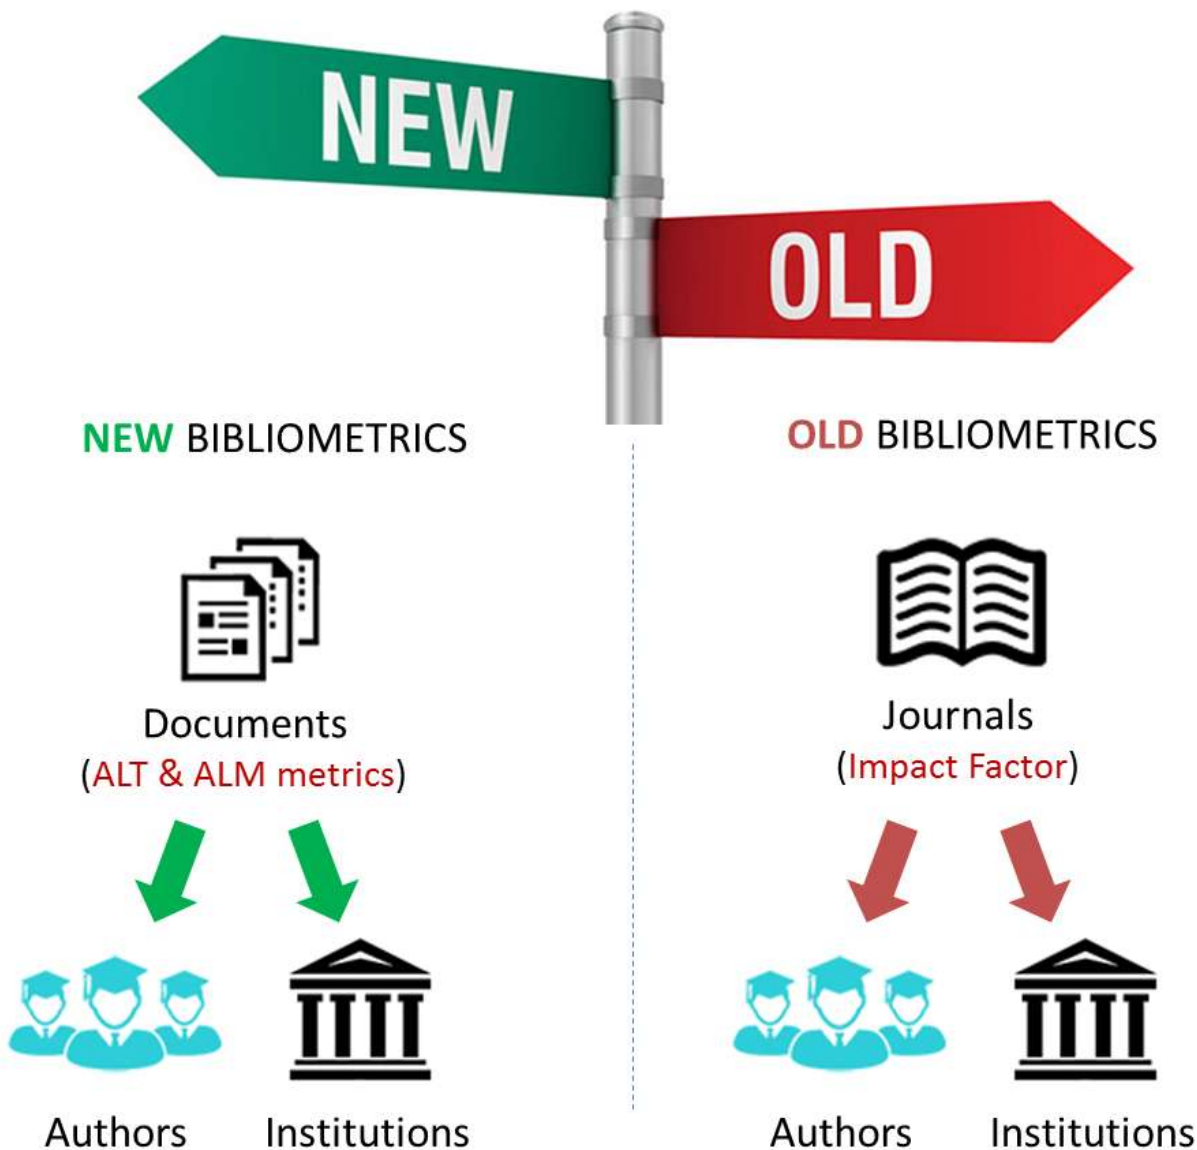 NEW
OLD
NEW BIBLIOMETRICS
OLD BIBLIOMETRICS
Documents
(ALT & ALM metrics)
Journals
(Impact Factor)
Authors
Institutions
Authors
Institutions